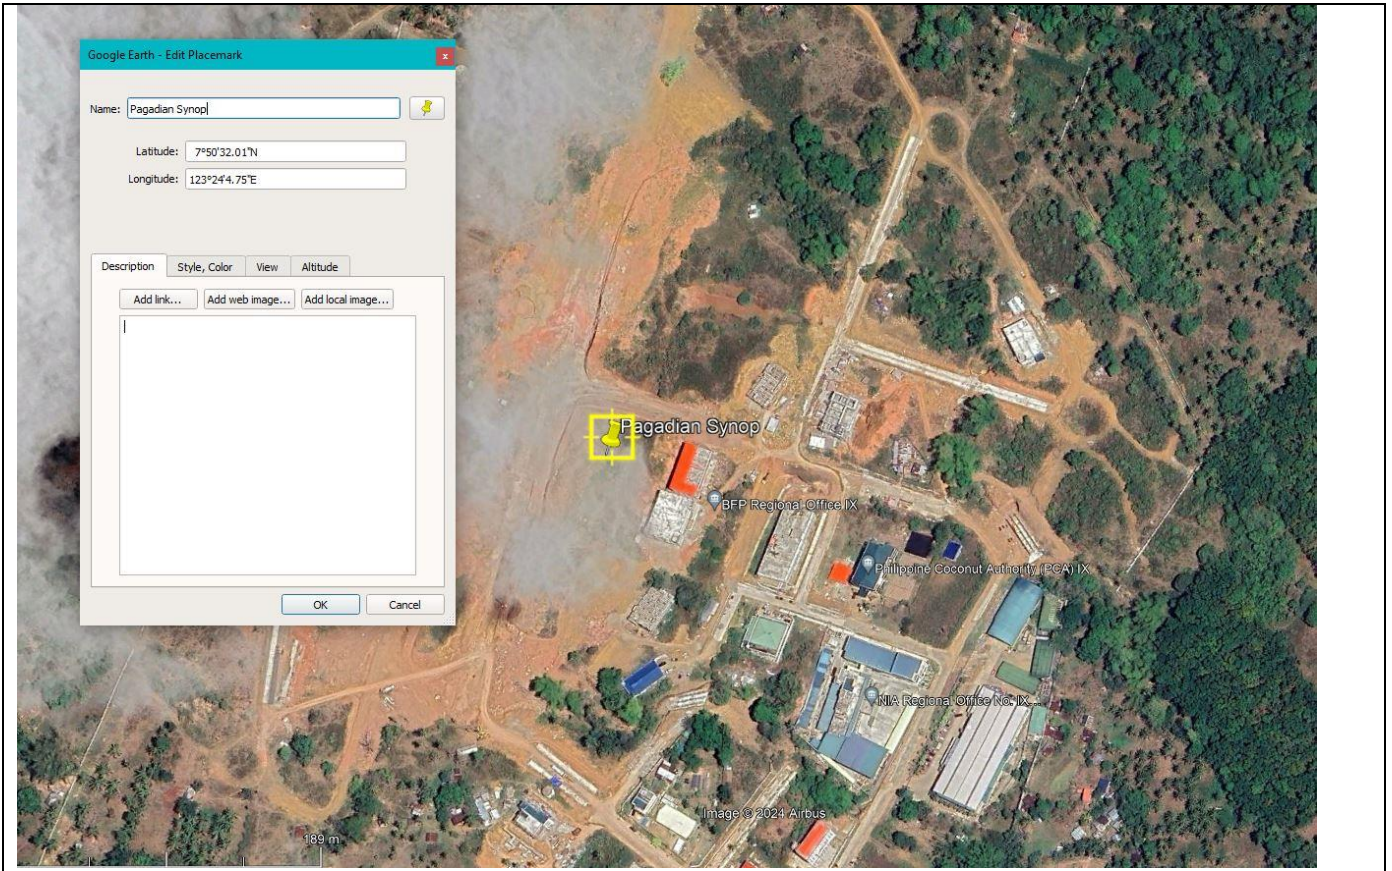 Google Earth - Edit Placemark
x
Name: Pagadian Synop
Latitude: 7°50'32.01"N
Longitude: 123°24'4.75"E
Description Style, Color View Altitude
Add link... Add web image... Add local image...
OK Cancel
Pagadian Synop
BFP Regional Office IX
Philippine Coconut Authority (PCA) IX
NIA Regional Office No. IX...
Image © 2024 Airbus
189 m